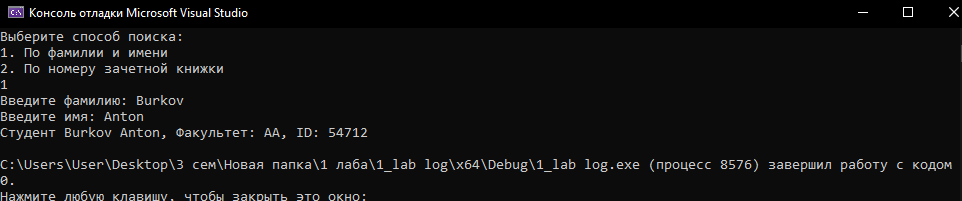 Консоль отладки Microsoft Visual Studio
Выберите способ поиска:
1. По фамилии и имени
2. По номеру зачетной книжки
1
Введите фамилию: Burkov
Введите имя: Anton
Студент Burkov Anton, Факультет: AA, ID: 54712
C:\Users\User\Desktop\3 сем\Новая папка\1 лаба\1_lab log\x64\Debug\1_lab log.exe (процесс 8576) завершил работу с кодом
0.
Нажмите любую клавишу, чтобы закрыть это окно: